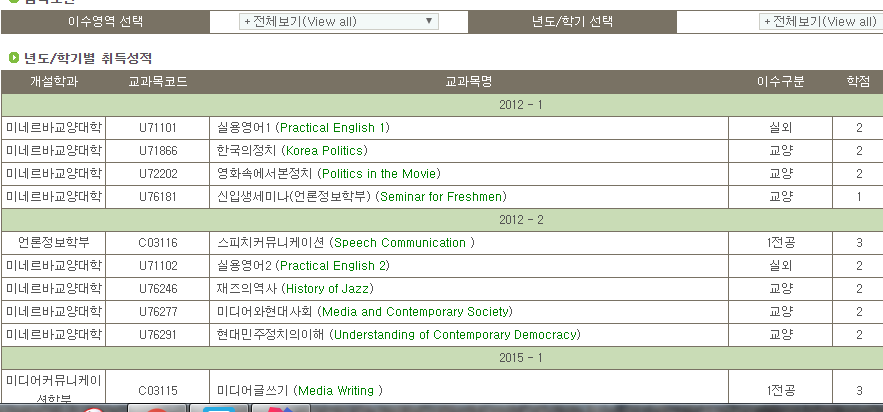 이수영역 선택 + 전체보기(View all) 년도/학기 선택 + 전체보기(View all)
년도/학기별 취득성적
개설학과 교과목코드 교과목명 이수구분 학점
2012 - 1
미네르바교양대학 U71101 실용영어1 (Practical English 1) 실외 2
미네르바교양대학 U71866 한국의정치 (Korea Politics) 교양 2
미네르바교양대학 U72202 영화속에서본정치 (Politics in the Movie) 교양 2
미네르바교양대학 U76181 신입생세미나(언론정보학부) (Seminar for Freshmen) 교양 1
2012 - 2
언론정보학부 C03116 스피치커뮤니케이션 (Speech Communication ) 1전공 3
미네르바교양대학 U71102 실용영어2 (Practical English 2) 실외 2
미네르바교양대학 U76246 재즈의역사 (History of Jazz) 교양 2
미네르바교양대학 U76277 미디어와현대사회 (Media and Contemporary Society) 교양 2
미네르바교양대학 U76291 현대민주정치의이해 (Understanding of Contemporary Democracy) 교양 2
2015 - 1
미디어커뮤니케이
션학부 C03115 미디어글쓰기 (Media Writing ) 1전공 3